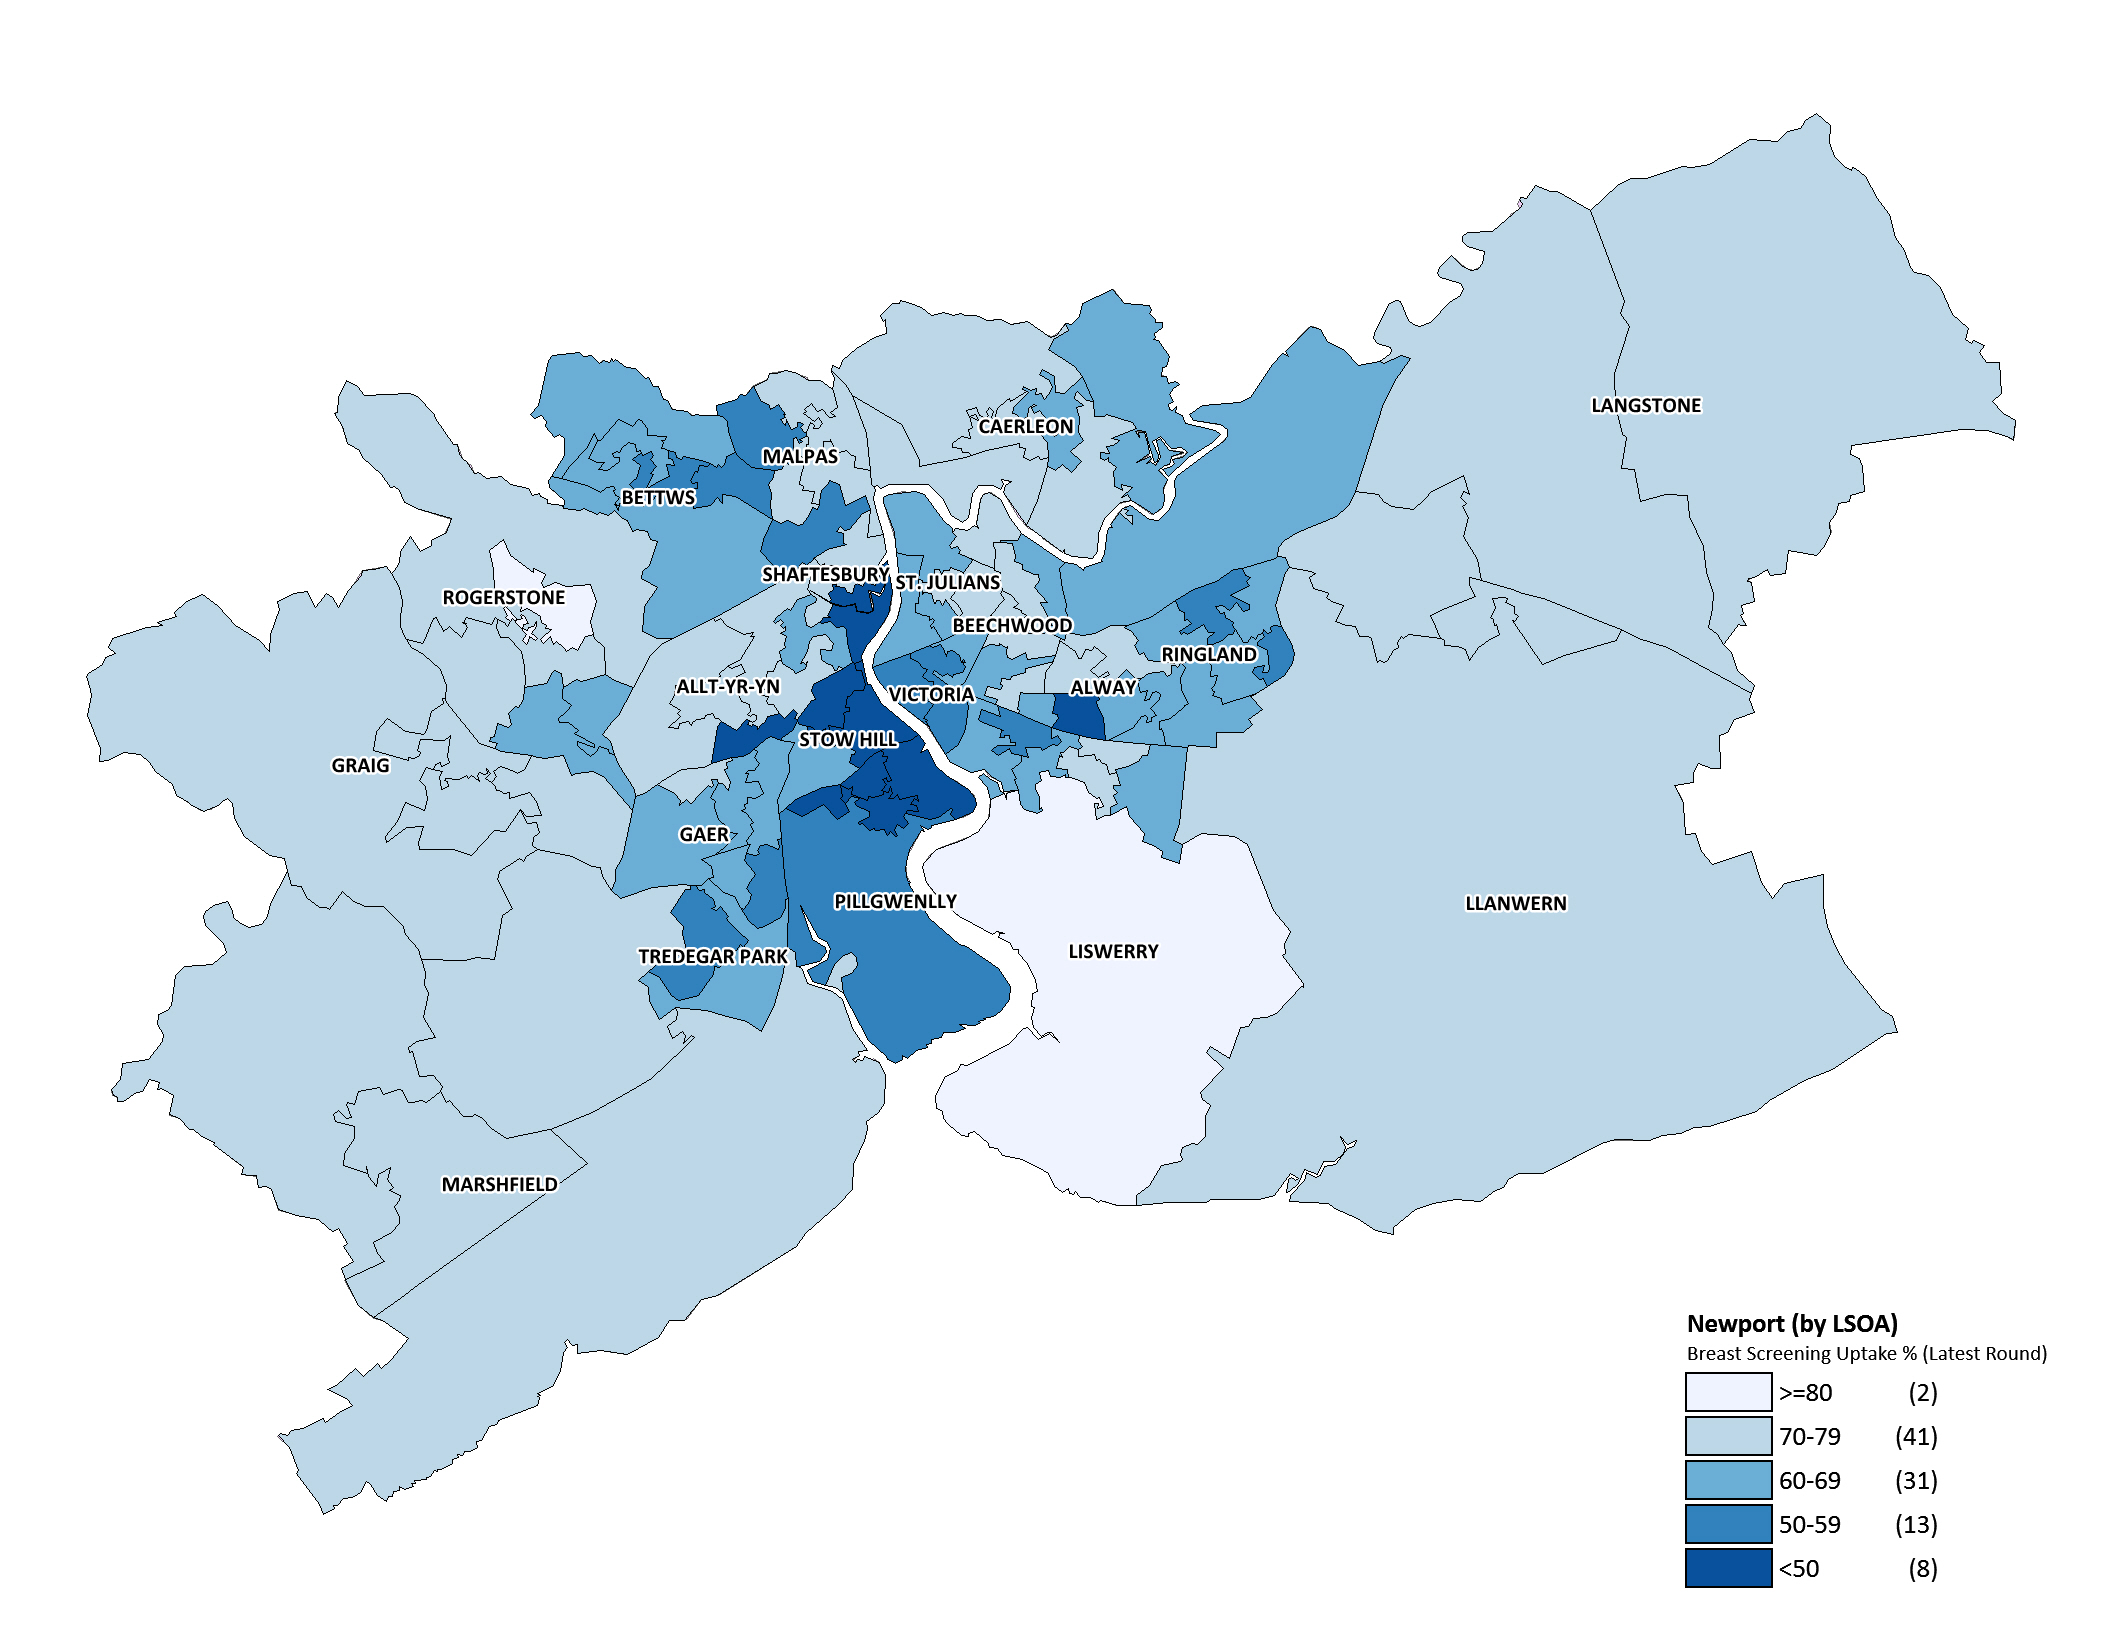 LANGSTONE
CAERLEON
MALPAS
BETTWS
SHAFTESBURY
ST. JULIANS
ROGERSTONE
BEECHWOOD
RINGLAND
ALLT-YR-YN
VICTORIA
ALWAY
STOW HILL
GRAIG
GAER
PILLGWENLLY
LLANWERN
LISWERRY
TREDEGAR PARK
MARSHFIELD
Newport (by LSOA)
Breast Screening Uptake % (Latest Round)
>=80 (2)
70-79 (41)
60-69 (31)
50-59 (13)
<50 (8)